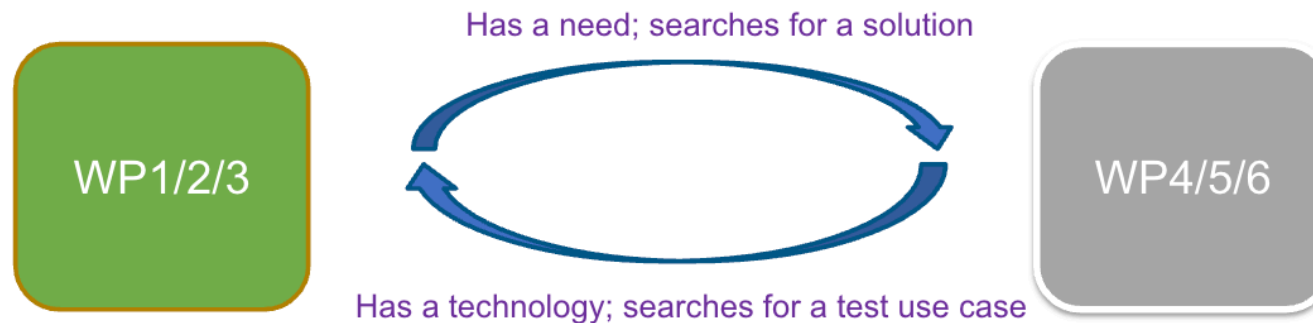 Has a need; searches for a solution
WP1/2/3
WP4/5/6
Has a technology; searches for a test use case